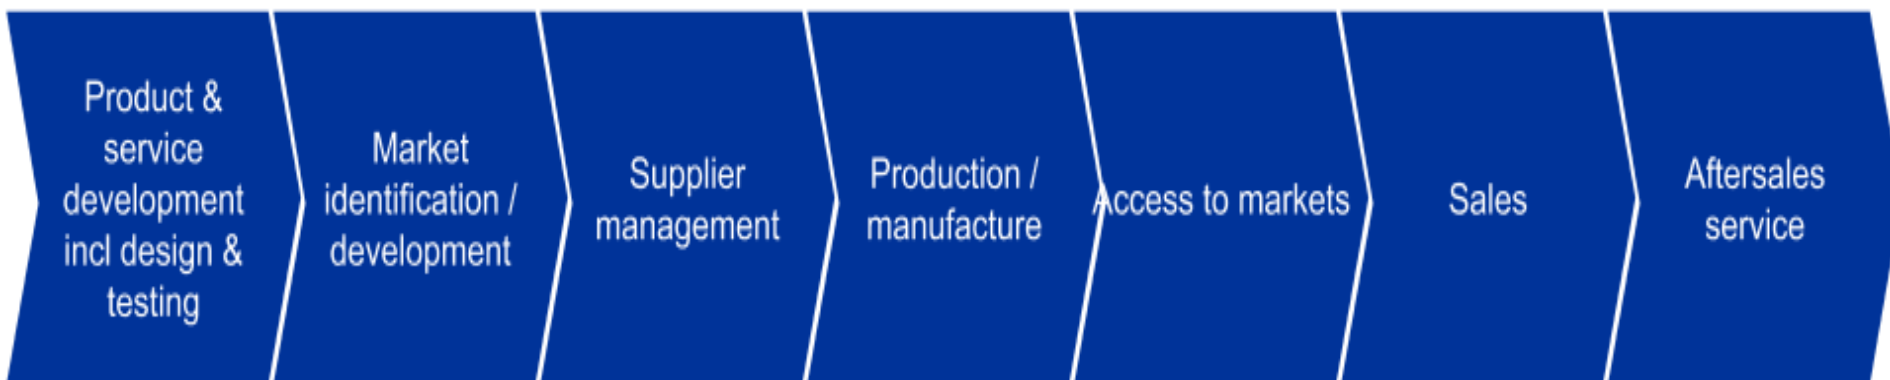 Product &
service
development
incl design &
testing
Market
identification /
development
Supplier
management
Production /
manufacture
Access to markets
Sales
Aftersales
service